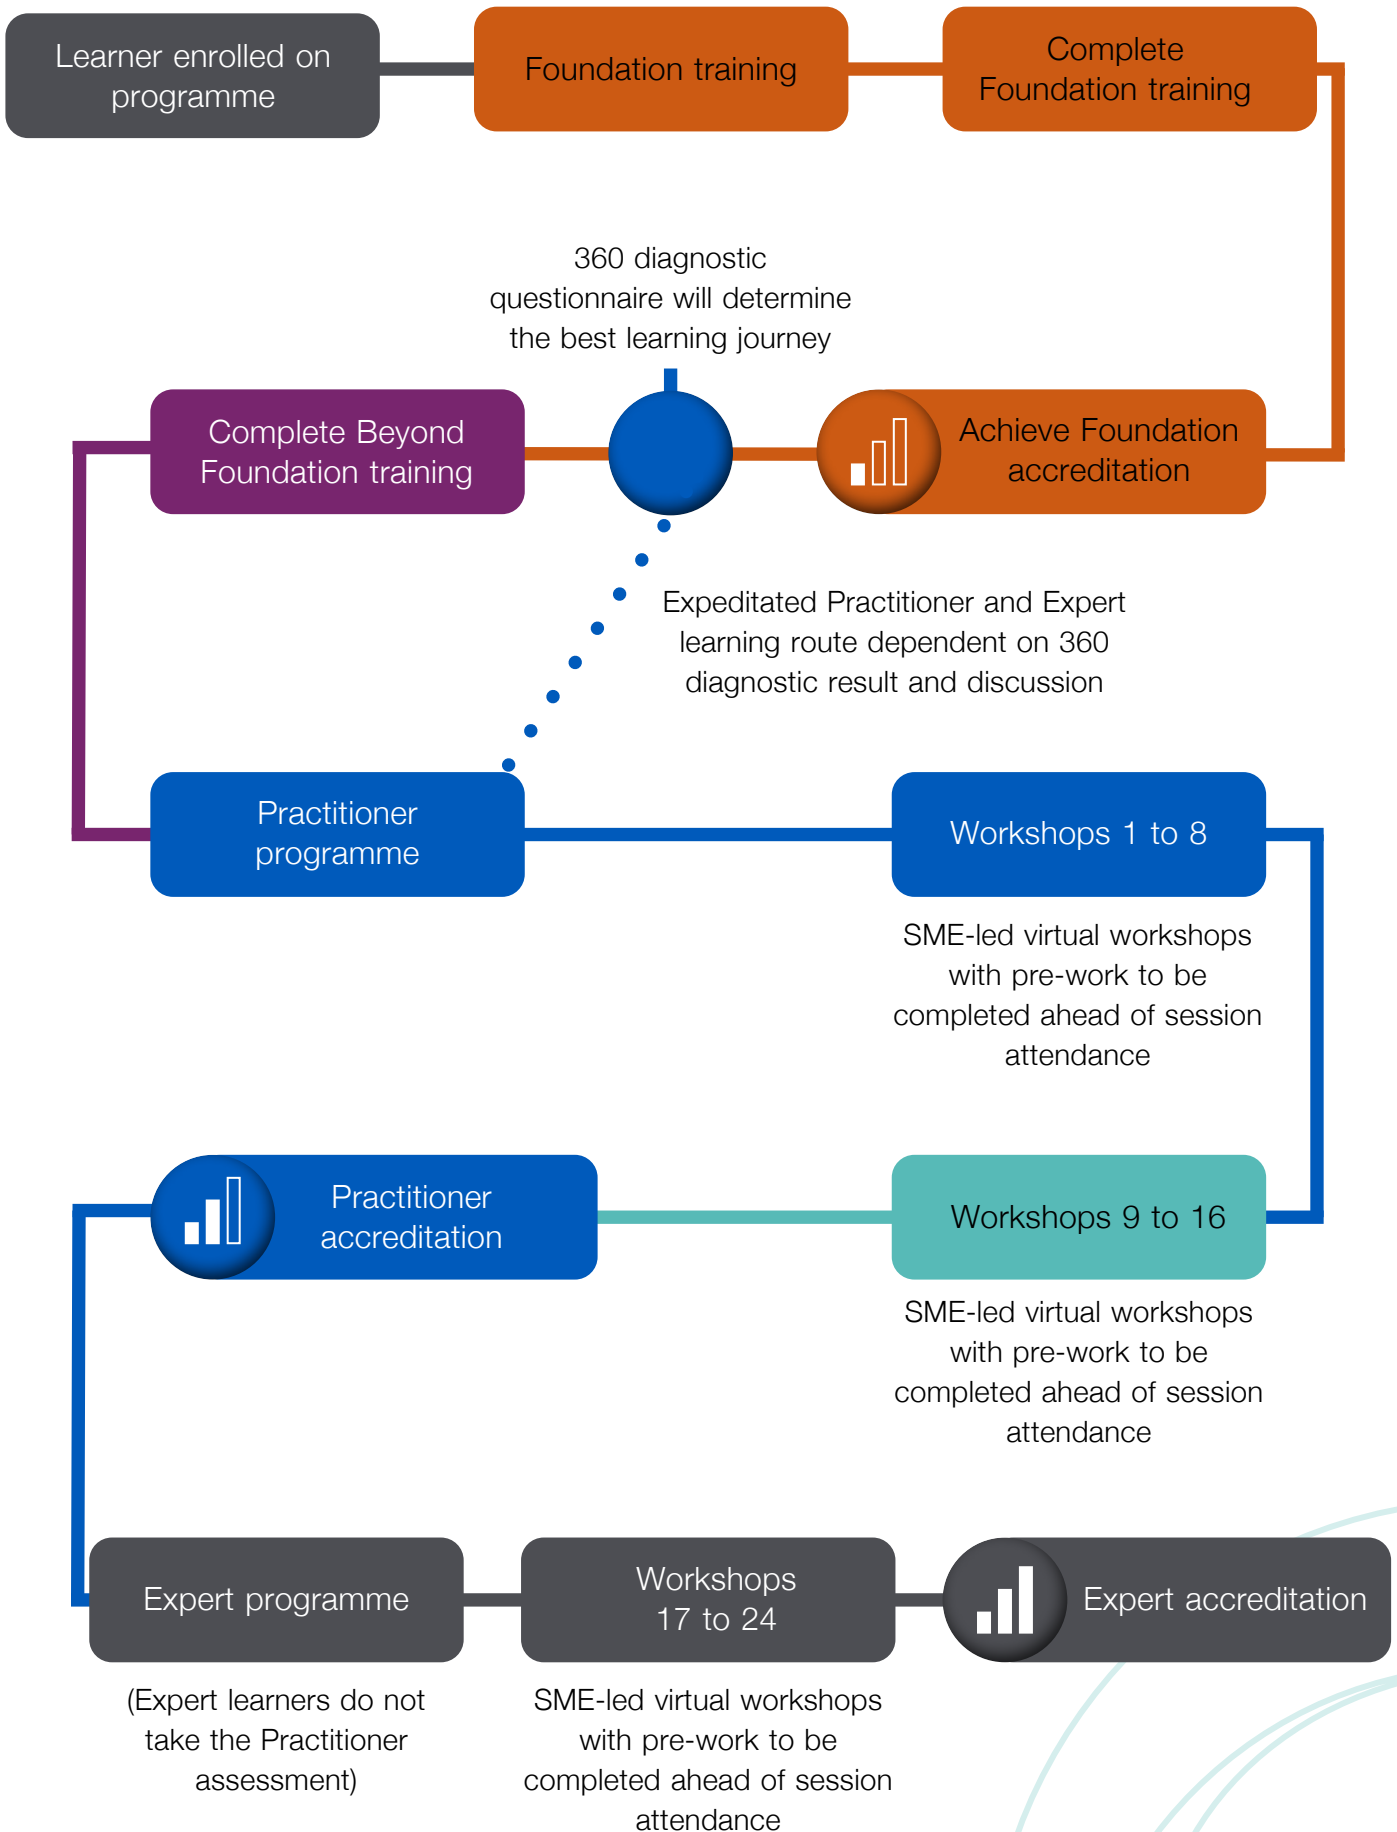 Learner enrolled on
programme
Foundation training
Complete
Foundation training
360 diagnostic
questionnaire will determine
the best learning journey
Complete Beyond
Foundation training
Achieve Foundation
accreditation
Expeditated Practitioner and Expert
learning route dependent on 360
diagnostic result and discussion
Practitioner
programme
Workshops 1 to 8
SME-led virtual workshops
with pre-work to be
completed ahead of session
attendance
Practitioner
accreditation
Workshops 9 to 16
SME-led virtual workshops
with pre-work to be
completed ahead of session
attendance
Expert programme
(Expert learners do not
take the Practitioner
assessment)
Workshops
17 to 24
SME-led virtual workshops
with pre-work to be
completed ahead of session
attendance
Expert accreditation